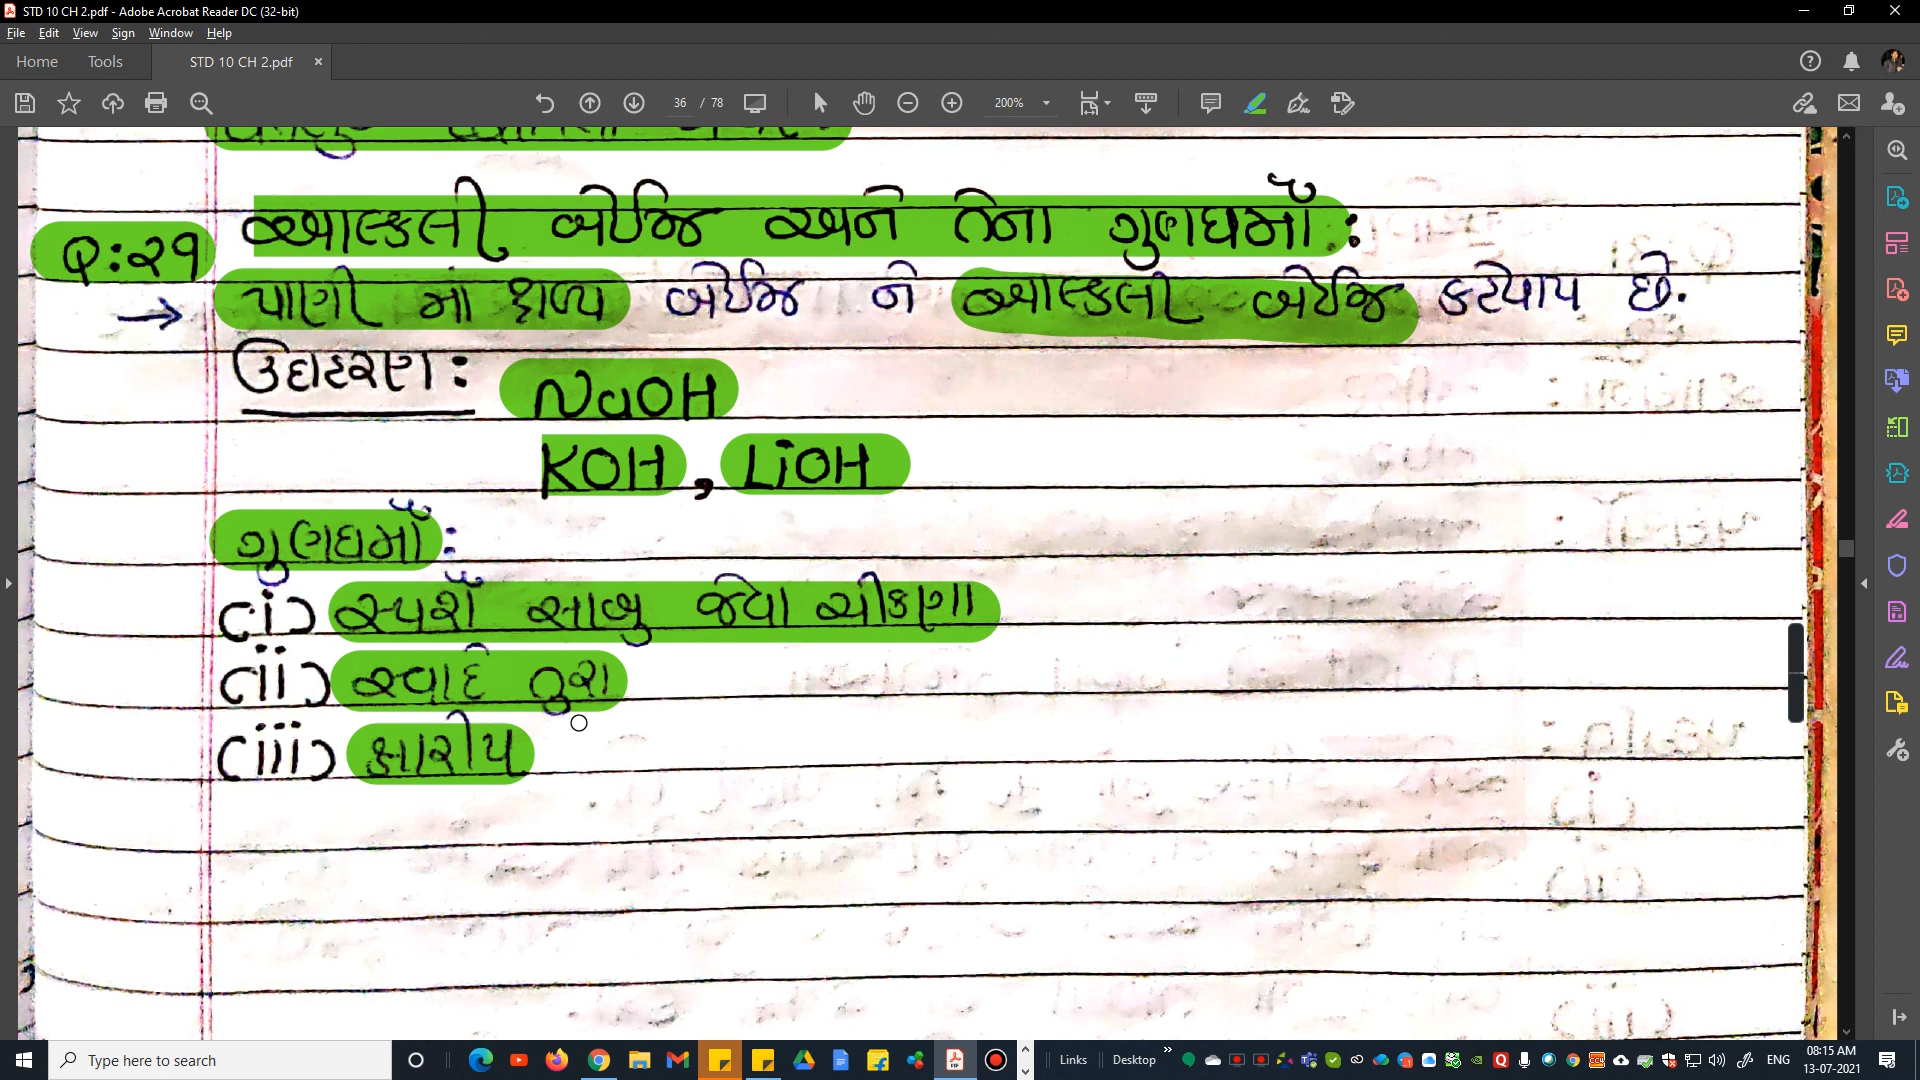 STD 10 CH 2.pdf - Adobe Acrobat Reader DC (32-bit)
File Edit View Sign Window Help
Home Tools STD 10 CH 2.pdf ×
36 / 78 200%
Q:૨૧ આલ્કલી બેઈજ અને તેના ગુણધર્મો :
→ પાણી માં દ્રાવ્ય બેઈજ ને આલ્કલી બેઈજ કહેવાય છે.
ઉદાહરણ : NaOH
KOH , LiOH
ગુણધર્મો :
(i) સ્પર્શે સાબુ જેવા ચીકણા
(ii) સ્વાદે તુરા
(iii) ક્ષારીય
Type here to search
Links Desktop ENG 08:15 AM
13-07-2021